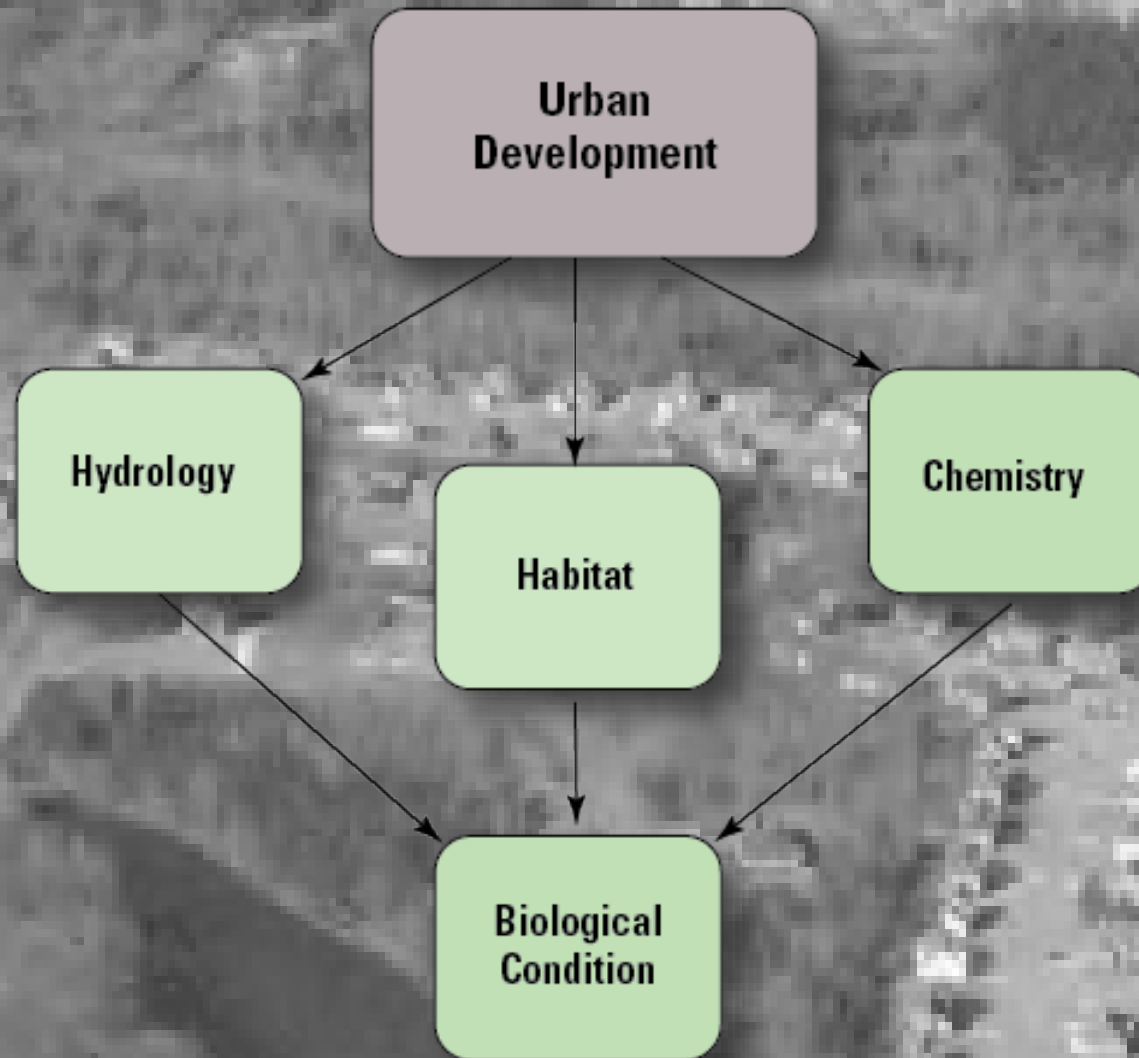 Urban
Development
Hydrology
Chemistry
Habitat
Biological
Condition